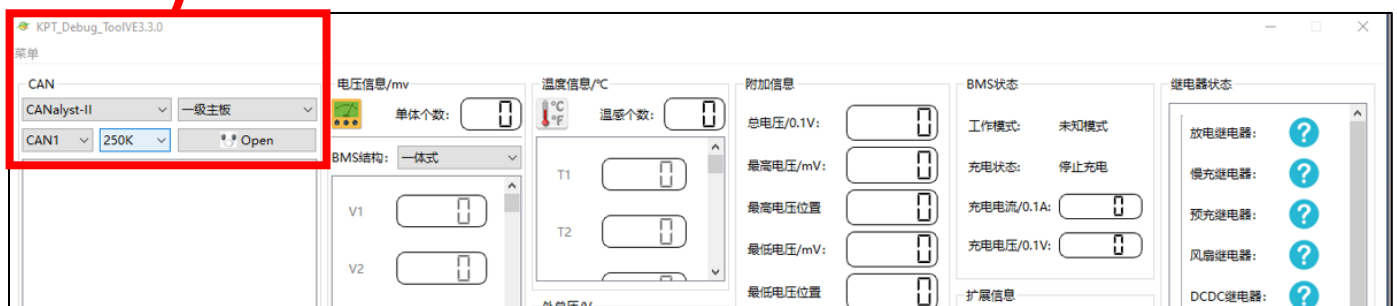 KPT_Debug_ToolVE3.3.0
菜单
CAN
CANalyst-II
一级主板
CAN1
250K
Open
电压信息/mv
单体个数: 0
BMS结构: 一体式
V1 0
V2 0
温度信息/℃
°C
°F
温感个数: 0
T1 0
T2 0
附加信息
总电压/0.1V: 0
最高电压/mV: 0
最高电压位置 0
最低电压/mV: 0
最低电压位置 0
BMS状态
工作模式: 未知模式
充电状态: 停止充电
充电电流/0.1A: 0
充电电压/0.1V: 0
扩展信息
继电器状态
放电继电器: ?
慢充继电器: ?
预充继电器: ?
风扇继电器: ?
DCDC继电器: ?